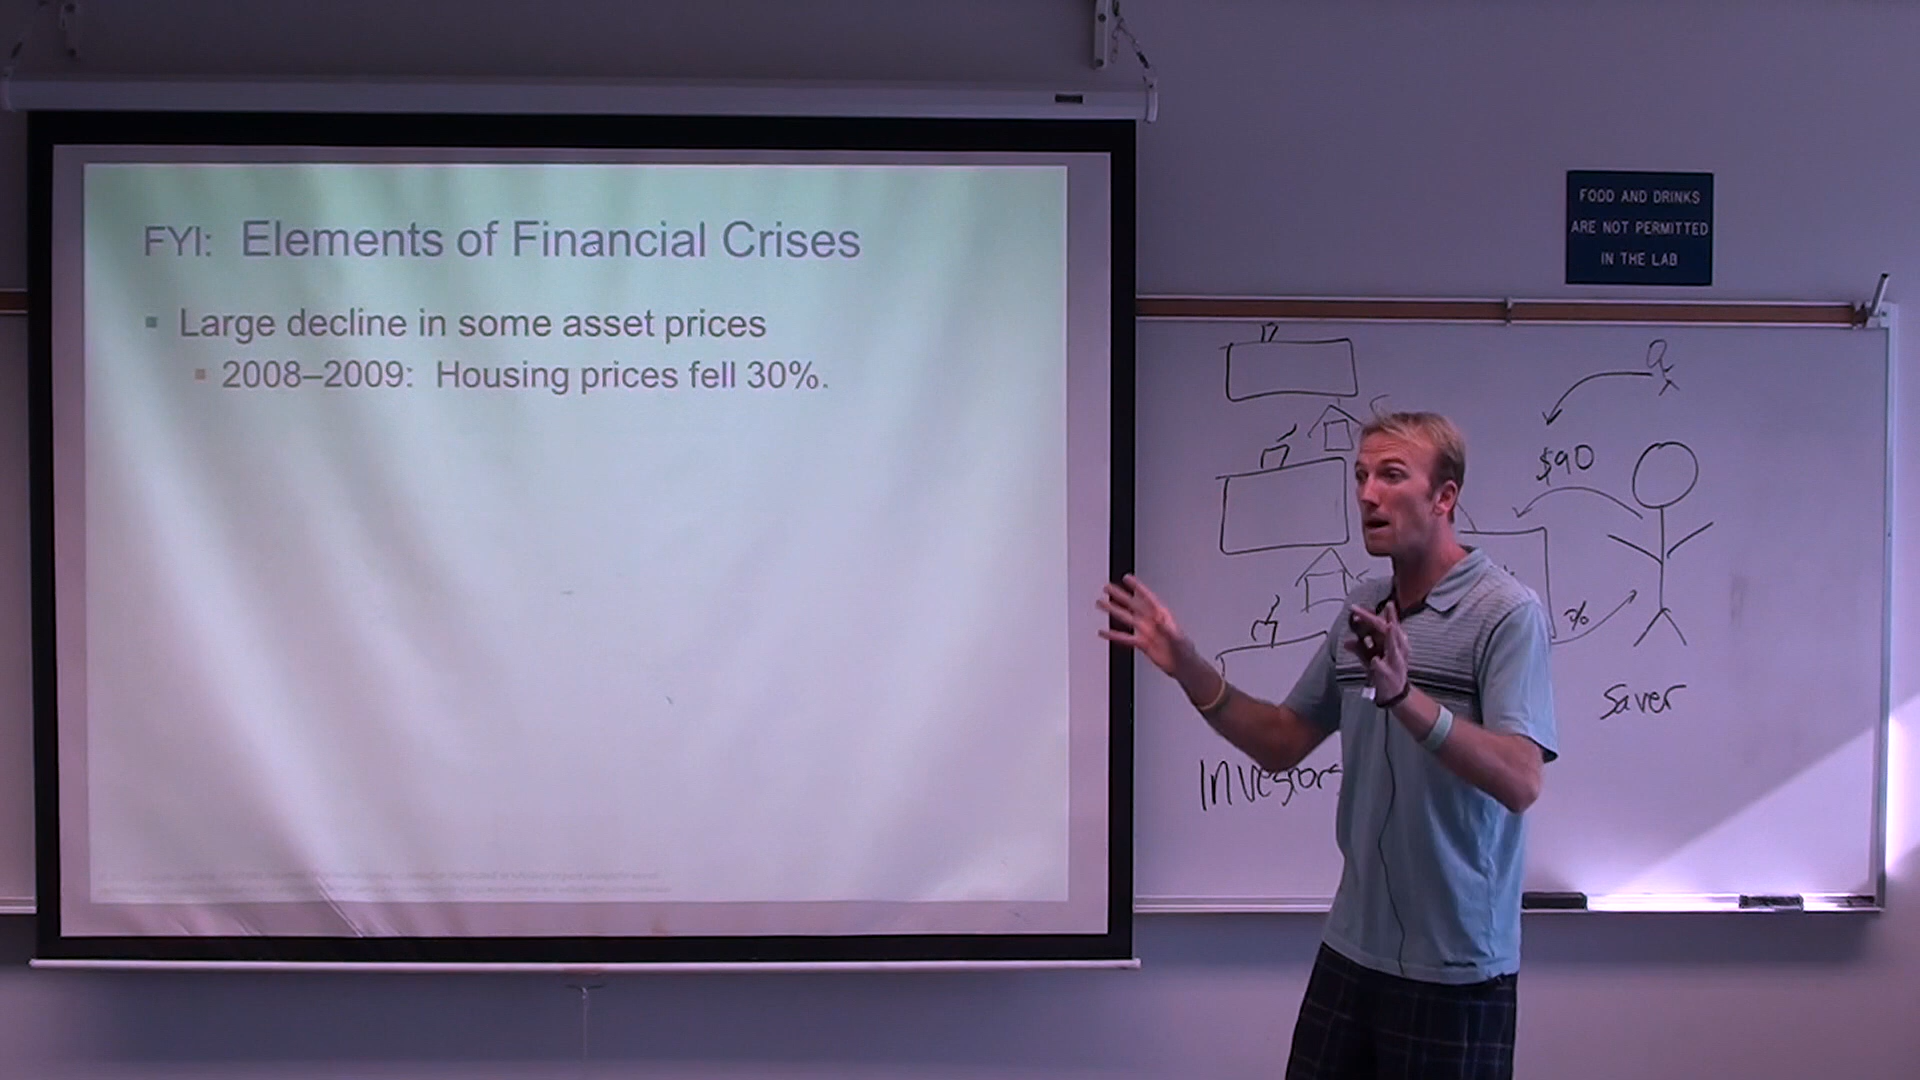 FYI: Elements of Financial Crises
Large decline in some asset prices
2008–2009: Housing prices fell 30%.
FOOD AND DRINKS
ARE NOT PERMITTED
IN THE LAB
$90
%
Saver
Investors